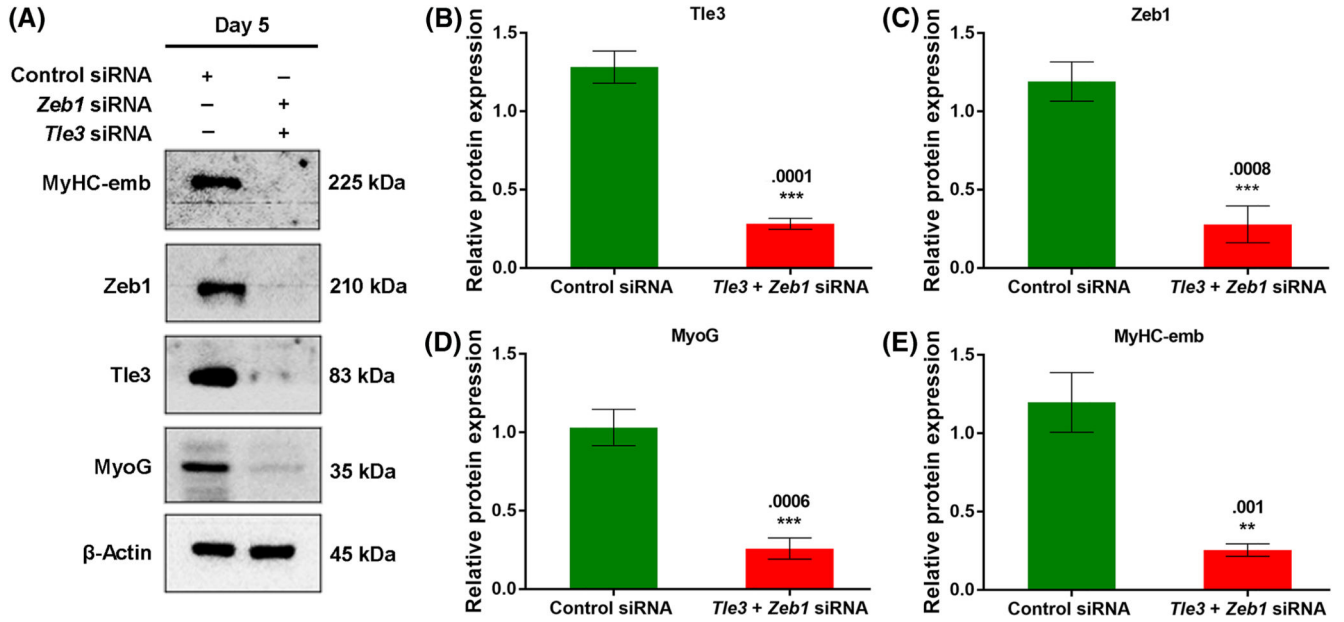 (A)
Day 5
Control siRNA + –
Zeb1 siRNA – +
Tle3 siRNA – +
MyHC-emb 225 kDa
Zeb1 210 kDa
Tle3 83 kDa
MyoG 35 kDa
β-Actin 45 kDa
(B)
Tle3
Relative protein expression
1.5
1.0
0.5
0.0
.0001
***
Control siRNA Tle3 + Zeb1 siRNA
(C)
Zeb1
Relative protein expression
1.5
1.0
0.5
0.0
.0008
***
Control siRNA Tle3 + Zeb1 siRNA
(D)
MyoG
Relative protein expression
1.5
1.0
0.5
0.0
.0006
***
Control siRNA Tle3 + Zeb1 siRNA
(E)
MyHC-emb
Relative protein expression
1.5
1.0
0.5
0.0
.001
**
Control siRNA Tle3 + Zeb1 siRNA